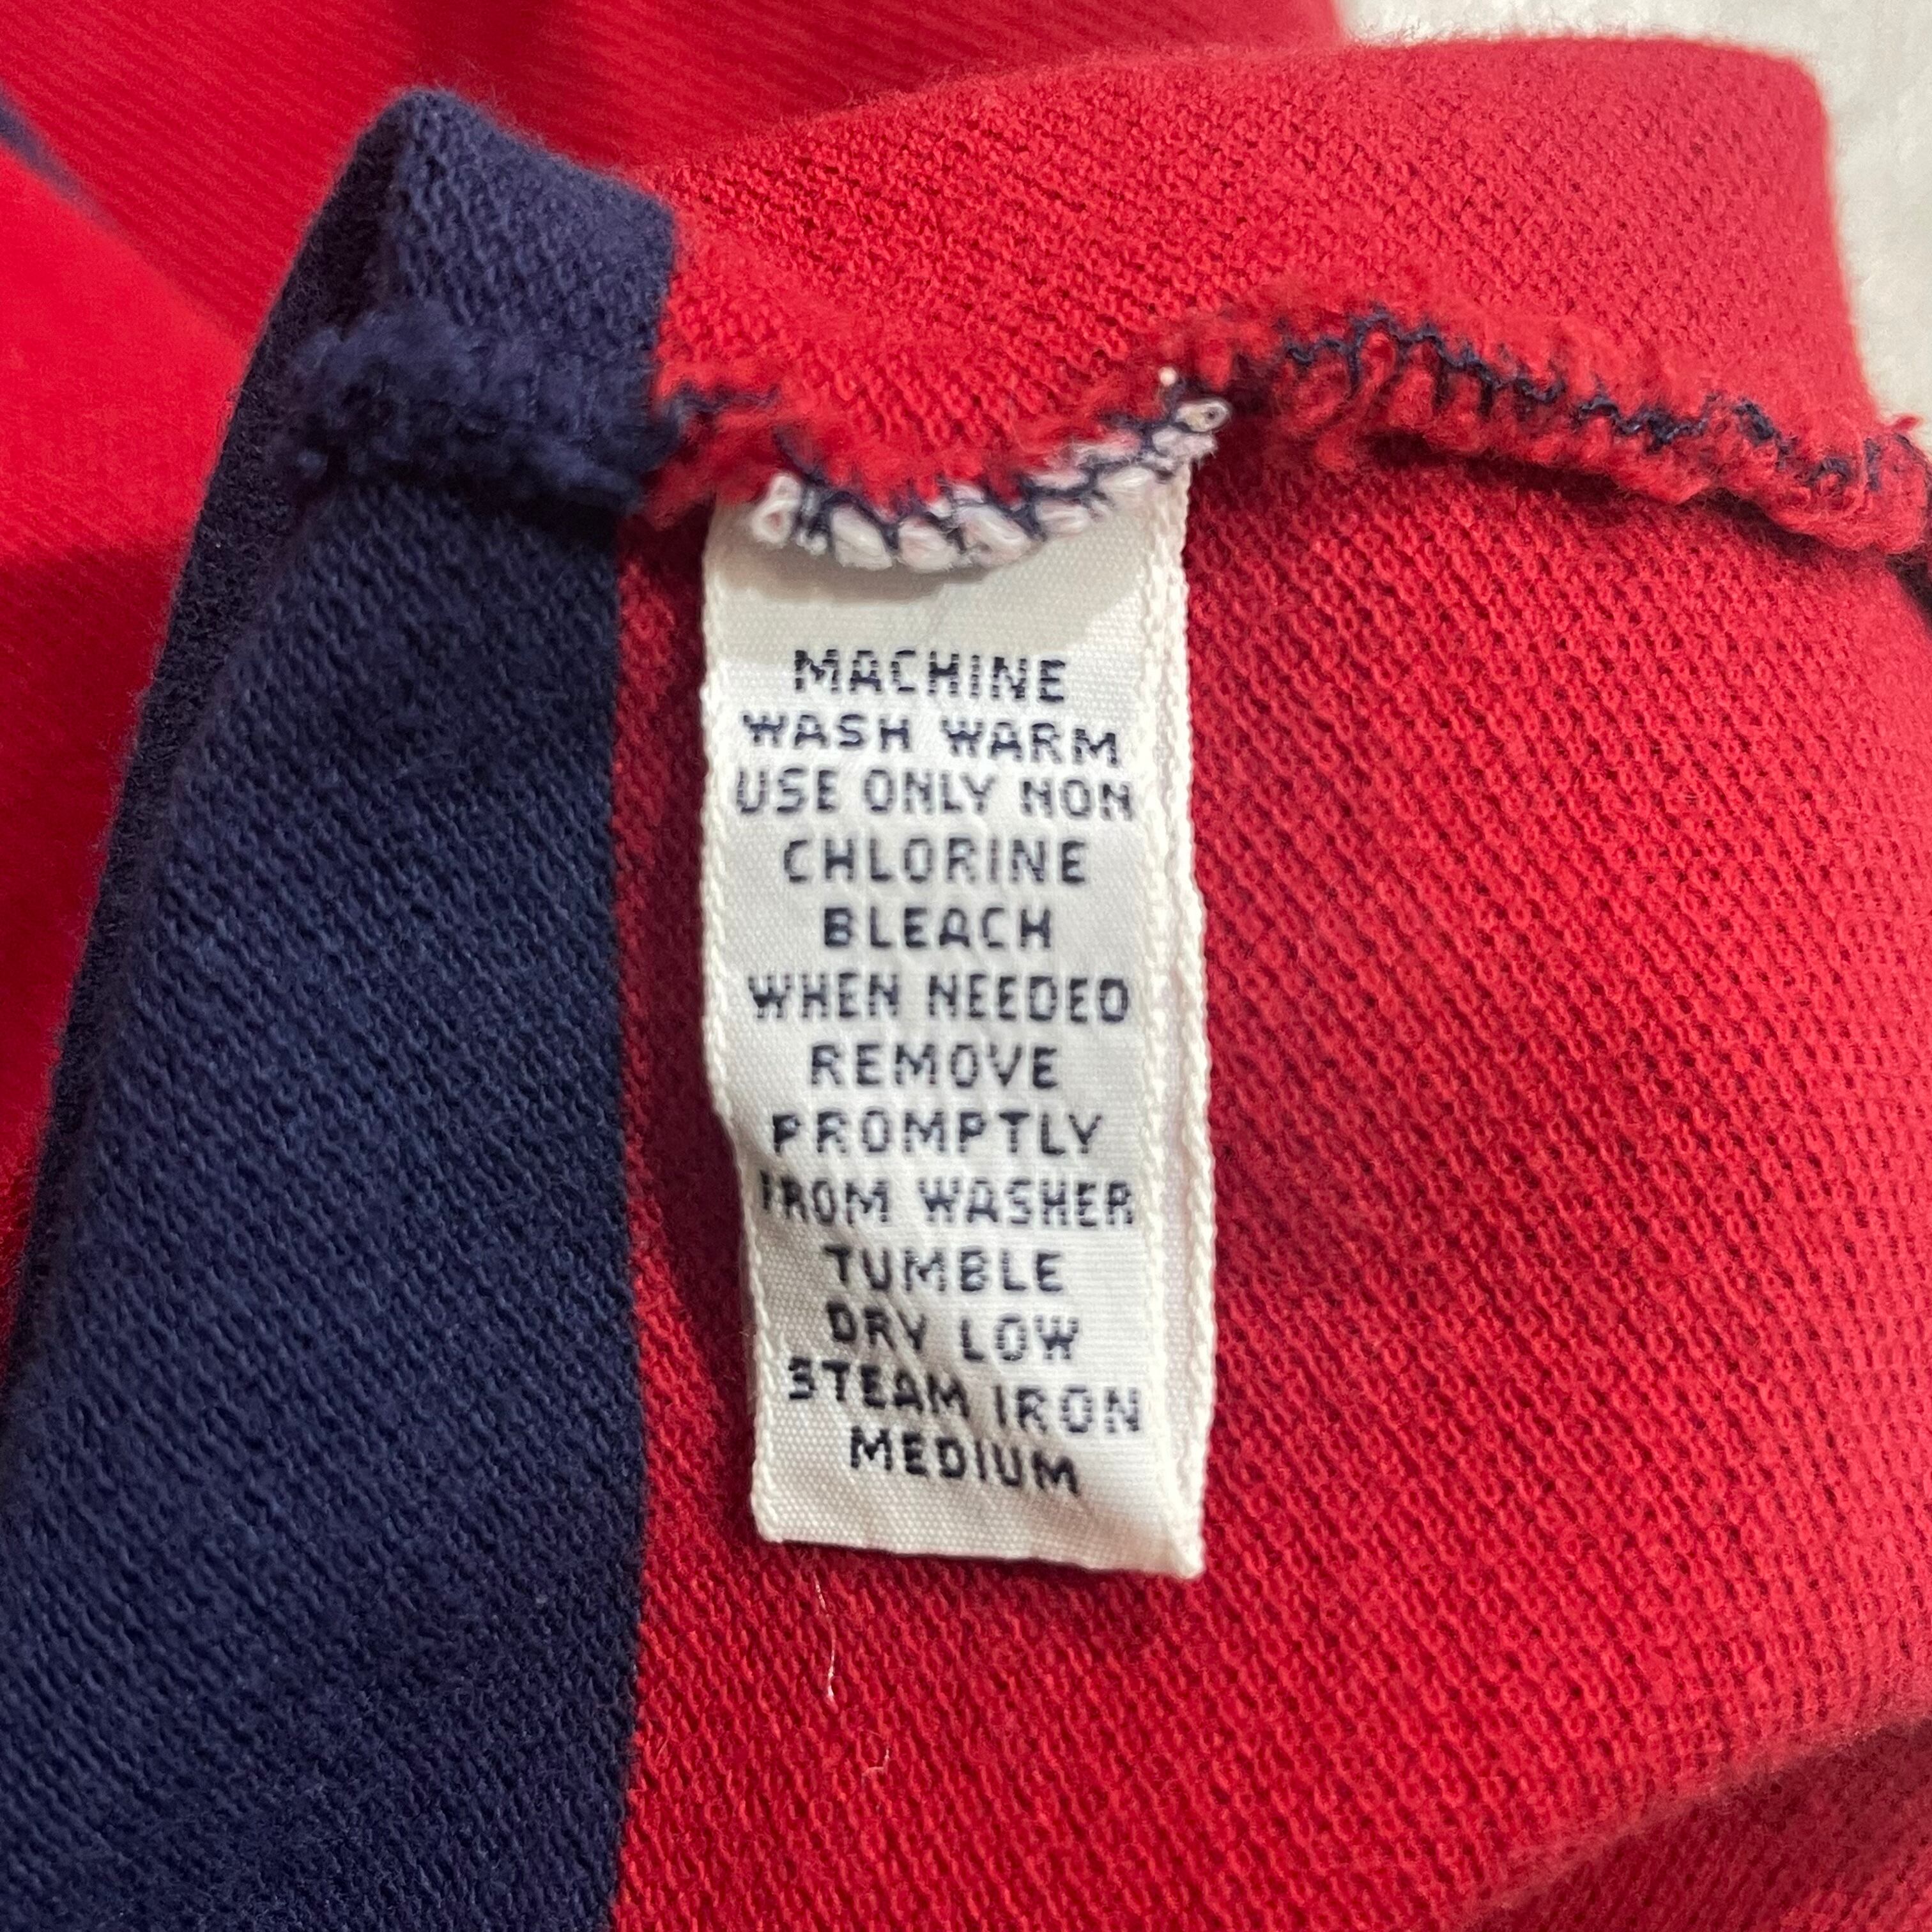 MACHINE
WASH WARM
USE ONLY NON
CHLORINE
BLEACH
WHEN NEEDED
REMOVE
PROMPTLY
FROM WASHER
TUMBLE
DRY LOW
STEAM IRON
MEDIUM